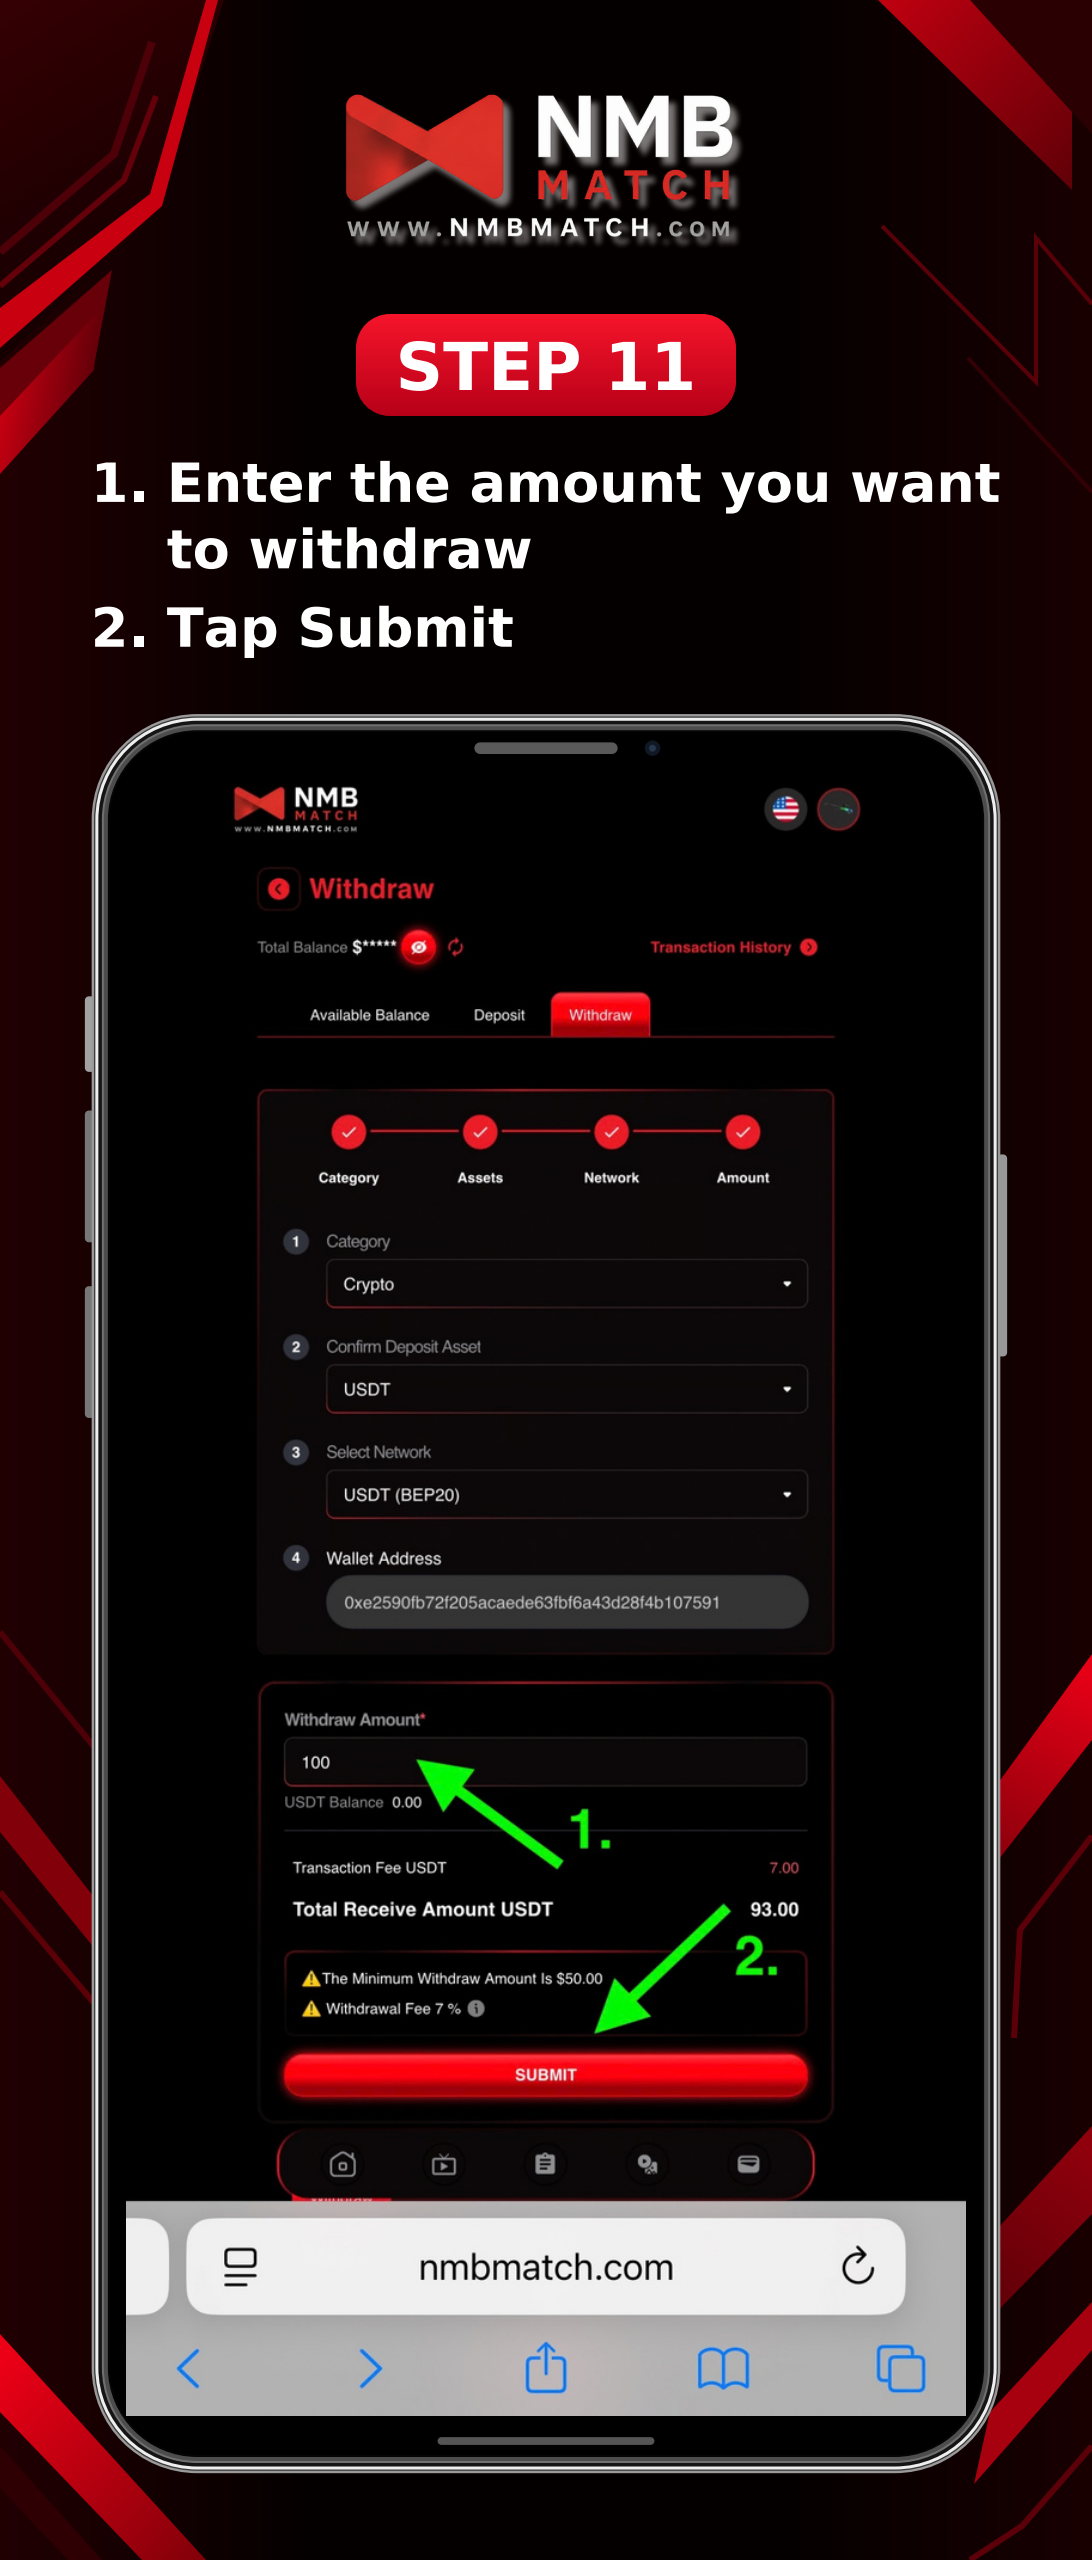 NMB
MATCH
WWW.NMBMATCH.COM
STEP 11
1. Enter the amount you want
to withdraw
2. Tap Submit
NMB
MATCH
WWW.NMBMATCH.COM
Withdraw
Total Balance $*****
Transaction History
Available Balance Deposit Withdraw
Category Assets Network Amount
1 Category
Crypto
2 Confirm Deposit Asset
USDT
3 Select Network
USDT (BEP20)
4 Wallet Address
0xe2590fb72f205acaede63fbf6a43d28f4b107591
Withdraw Amount*
100
USDT Balance 0.00
1.
Transaction Fee USDT 7.00
Total Receive Amount USDT 93.00
2.
The Minimum Withdraw Amount Is $50.00
Withdrawal Fee 7 %
SUBMIT
nmbmatch.com